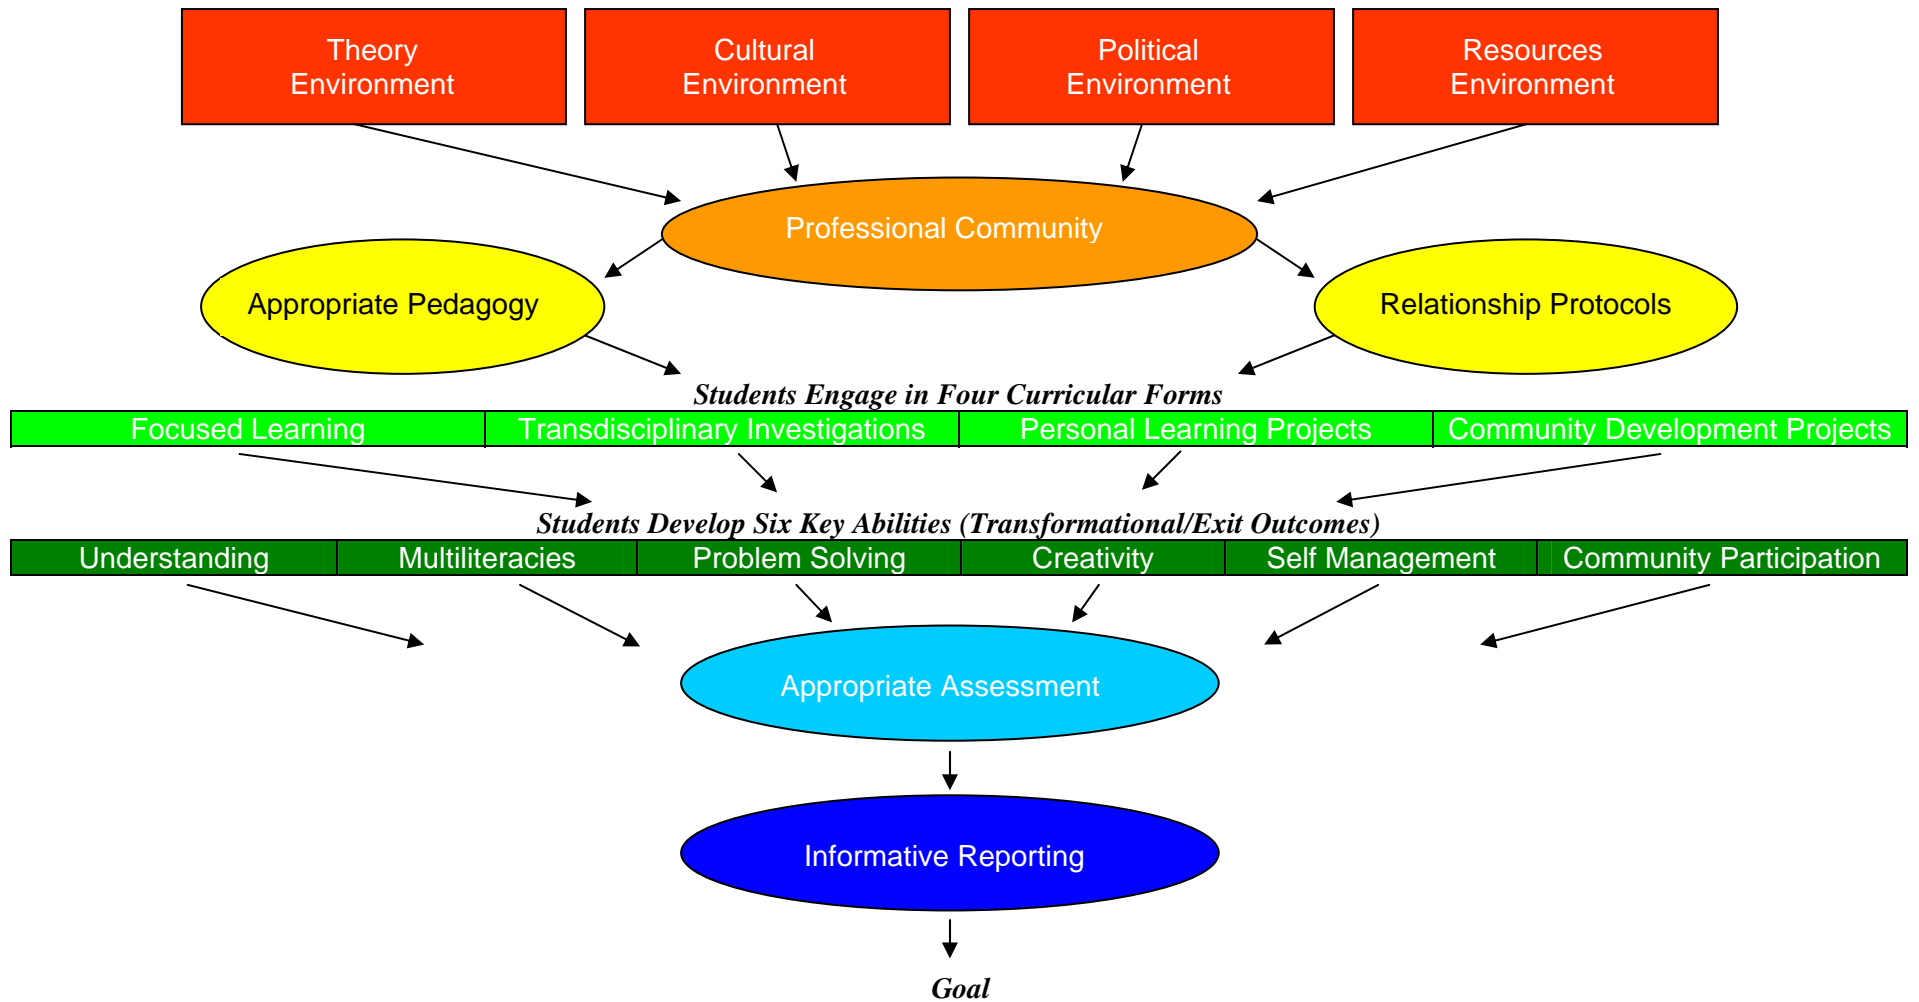 Theory
Environment
Cultural
Environment
Political
Environment
Resources
Environment
Professional Community
Appropriate Pedagogy
Relationship Protocols
Students Engage in Four Curricular Forms
Focused Learning
Transdisciplinary Investigations
Personal Learning Projects
Community Development Projects
Students Develop Six Key Abilities (Transformational/Exit Outcomes)
Understanding
Multiliteracies
Problem Solving
Creativity
Self Management
Community Participation
Appropriate Assessment
Informative Reporting
Goal